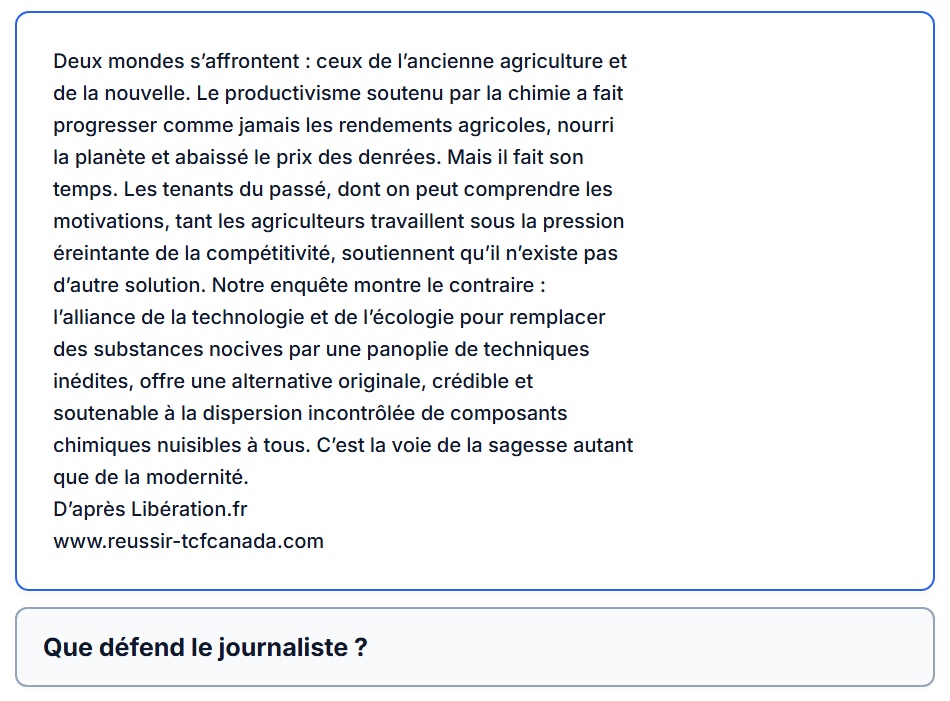 Deux mondes s’affrontent : ceux de l’ancienne agriculture et
de la nouvelle. Le productivisme soutenu par la chimie a fait
progresser comme jamais les rendements agricoles, nourri
la planète et abaissé le prix des denrées. Mais il fait son
temps. Les tenants du passé, dont on peut comprendre les
motivations, tant les agriculteurs travaillent sous la pression
éreintante de la compétitivité, soutiennent qu’il n’existe pas
d’autre solution. Notre enquête montre le contraire :
l’alliance de la technologie et de l’écologie pour remplacer
des substances nocives par une panoplie de techniques
inédites, offre une alternative originale, crédible et
soutenable à la dispersion incontrôlée de composants
chimiques nuisibles à tous. C’est la voie de la sagesse autant
que de la modernité.
D’après Libération.fr
www.reussir-tcfcanada.com
Que défend le journaliste ?